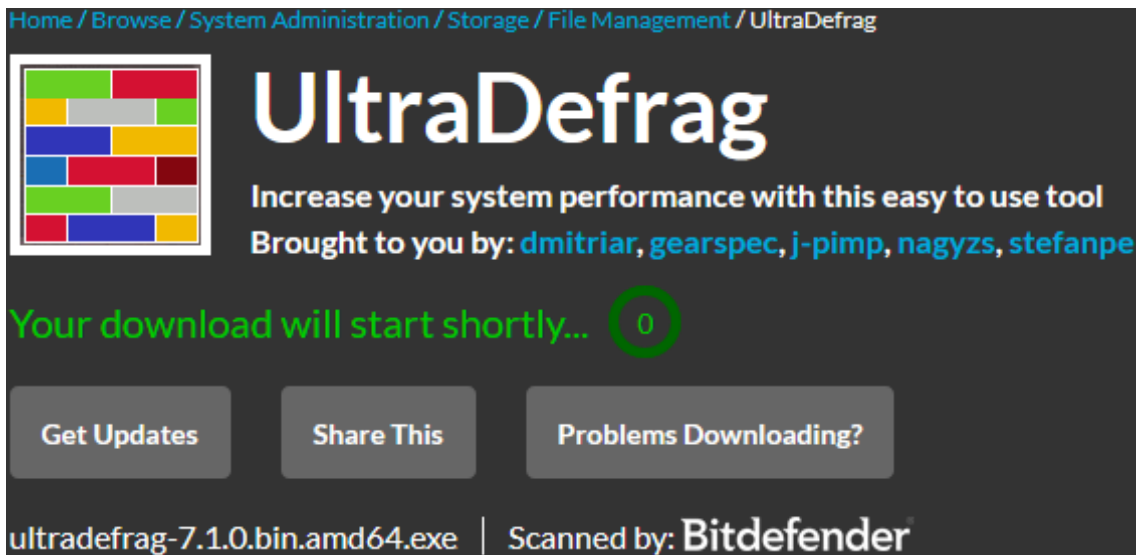 Home / Browse / System Administration / Storage / File Management / UltraDefrag
UltraDefrag
Increase your system performance with this easy to use tool
Brought to you by: dmitriar, gearspec, j-pimp, nagyzs, stefanpe
Your download will start shortly... 0
Get Updates Share This Problems Downloading?
ultradefrag-7.1.0.bin.amd64.exe | Scanned by: Bitdefender